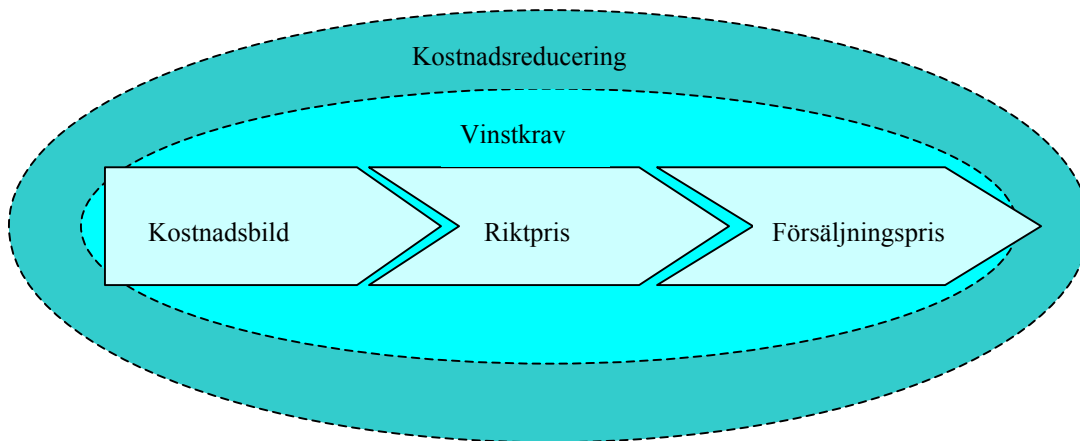 Kostnadsreducering
Vinstkrav
Kostnadsbild
Riktpris
Försäljningspris